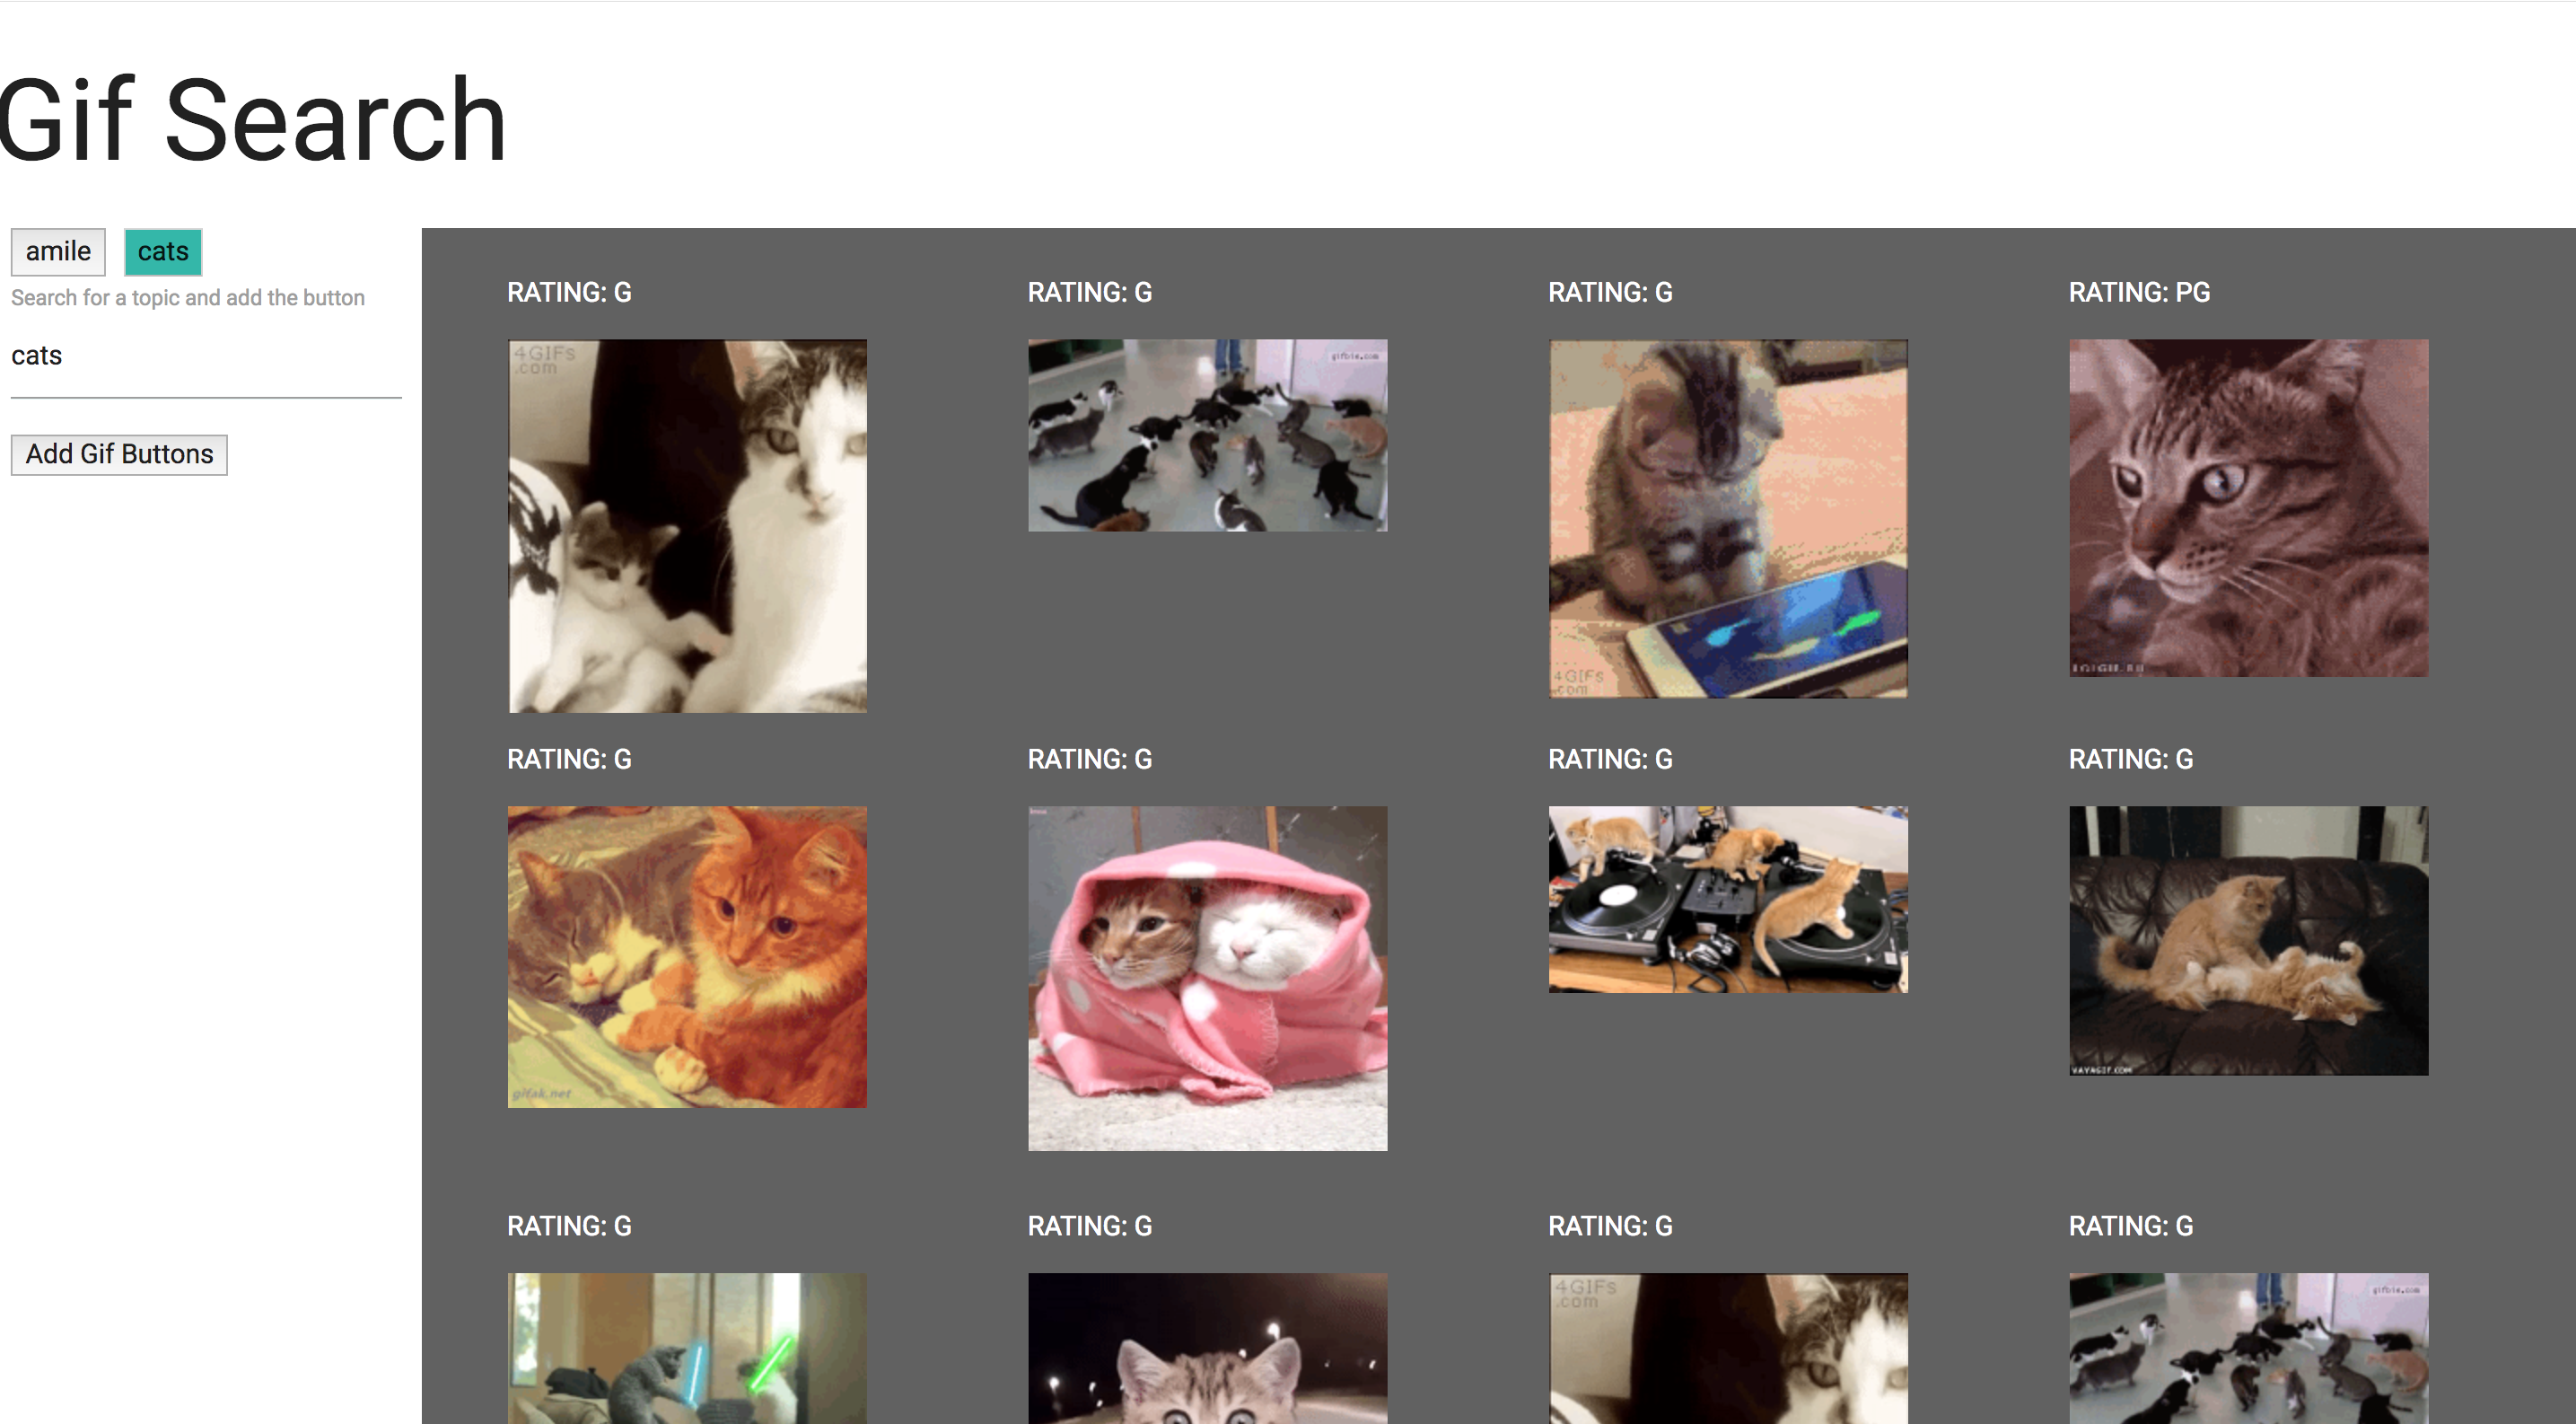 Gif Search
amile cats
Search for a topic and add the button
cats
Add Gif Buttons
RATING: G RATING: G RATING: G RATING: PG
4GIFs
.com
gifbie.com
4GIFs
.com
RATING: G RATING: G RATING: G RATING: G
gifak.net
VAYAGIF.COM
RATING: G RATING: G RATING: G RATING: G
4GIFs
.com
gifbie.com